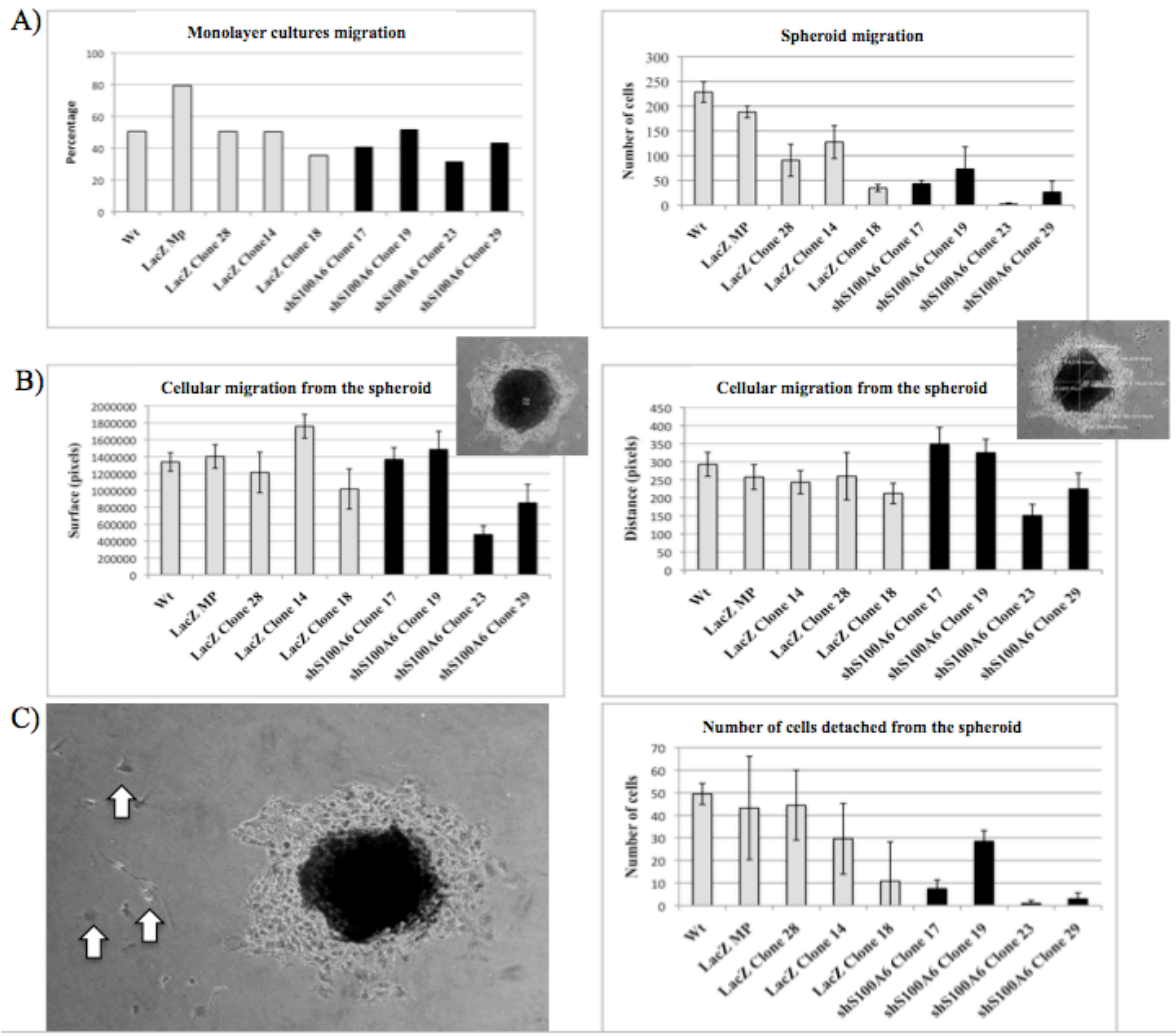 A)
Monolayer cultures migration
Percentage
100
80
60
40
20
0
Wt
LacZ Mp
LacZ Clone 28
LacZ Clone14
LacZ Clone 18
shS100A6 Clone 17
shS100A6 Clone 19
shS100A6 Clone 23
shS100A6 Clone 29
Spheroid migration
Number of cells
300
250
200
150
100
50
0
Wt
LacZ MP
LacZ Clone 28
LacZ Clone 14
LacZ Clone 18
shS100A6 Clone 17
shS100A6 Clone 19
shS100A6 Clone 23
shS100A6 Clone 29
B)
Cellular migration from the spheroid
Surface (pixels)
2000000
1800000
1600000
1400000
1200000
1000000
800000
600000
400000
200000
0
Wt
LacZ MP
LacZ Clone 28
LacZ Clone 14
LacZ Clone 18
shS100A6 Clone 17
shS100A6 Clone 19
shS100A6 Clone 23
shS100A6 Clone 29
Cellular migration from the spheroid
Distance (pixels)
450
400
350
300
250
200
150
100
50
0
Wt
LacZ MP
LacZ Clone 14
LacZ Clone 28
LacZ Clone 18
shS100A6 Clone 17
shS100A6 Clone 19
shS100A6 Clone 23
shS100A6 Clone 29
C)
Number of cells detached from the spheroid
Number of cells
70
60
50
40
30
20
10
0
Wt
LacZ MP
LacZ Clone 28
LacZ Clone 14
LacZ Clone 18
shS100A6 Clone 17
shS100A6 Clone 19
shS100A6 Clone 23
shS100A6 Clone 29